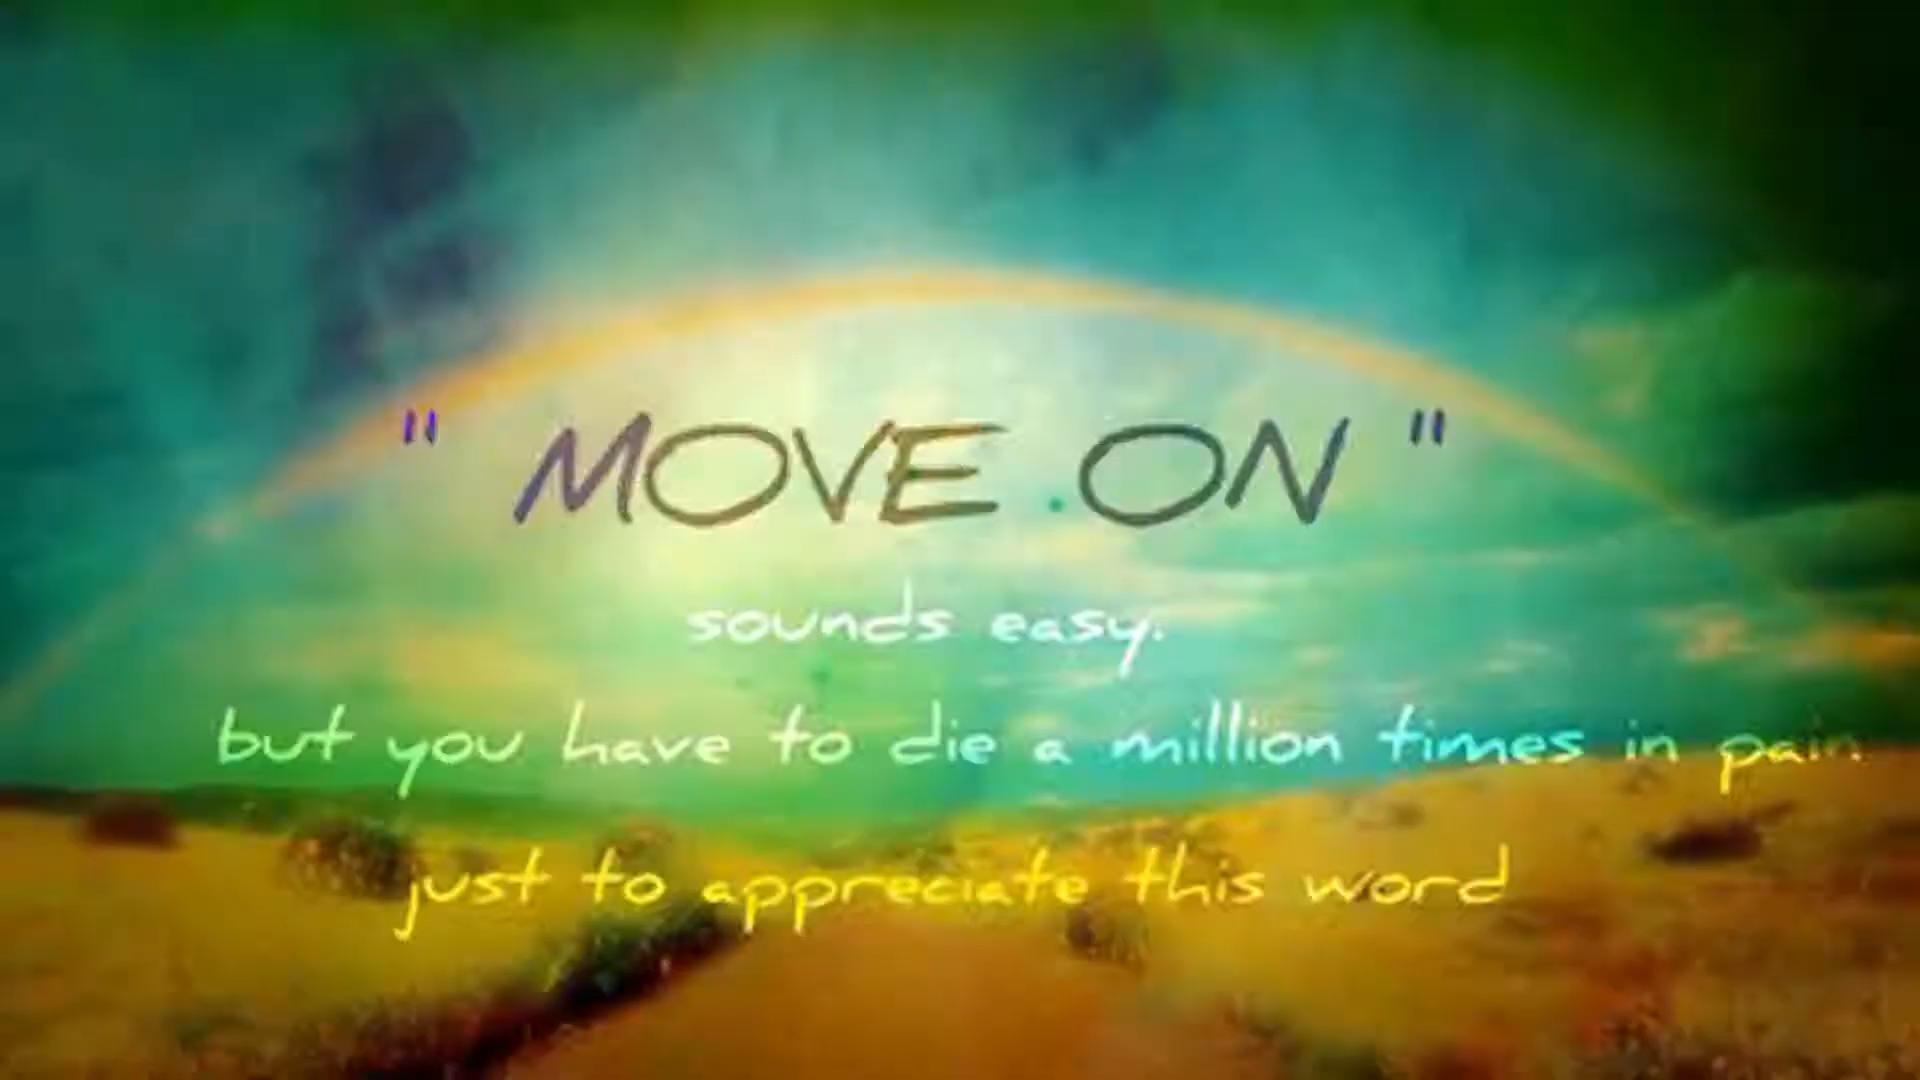 " MOVE ON "
sounds easy.
but you have to die a million times in pain.
just to appreciate this word